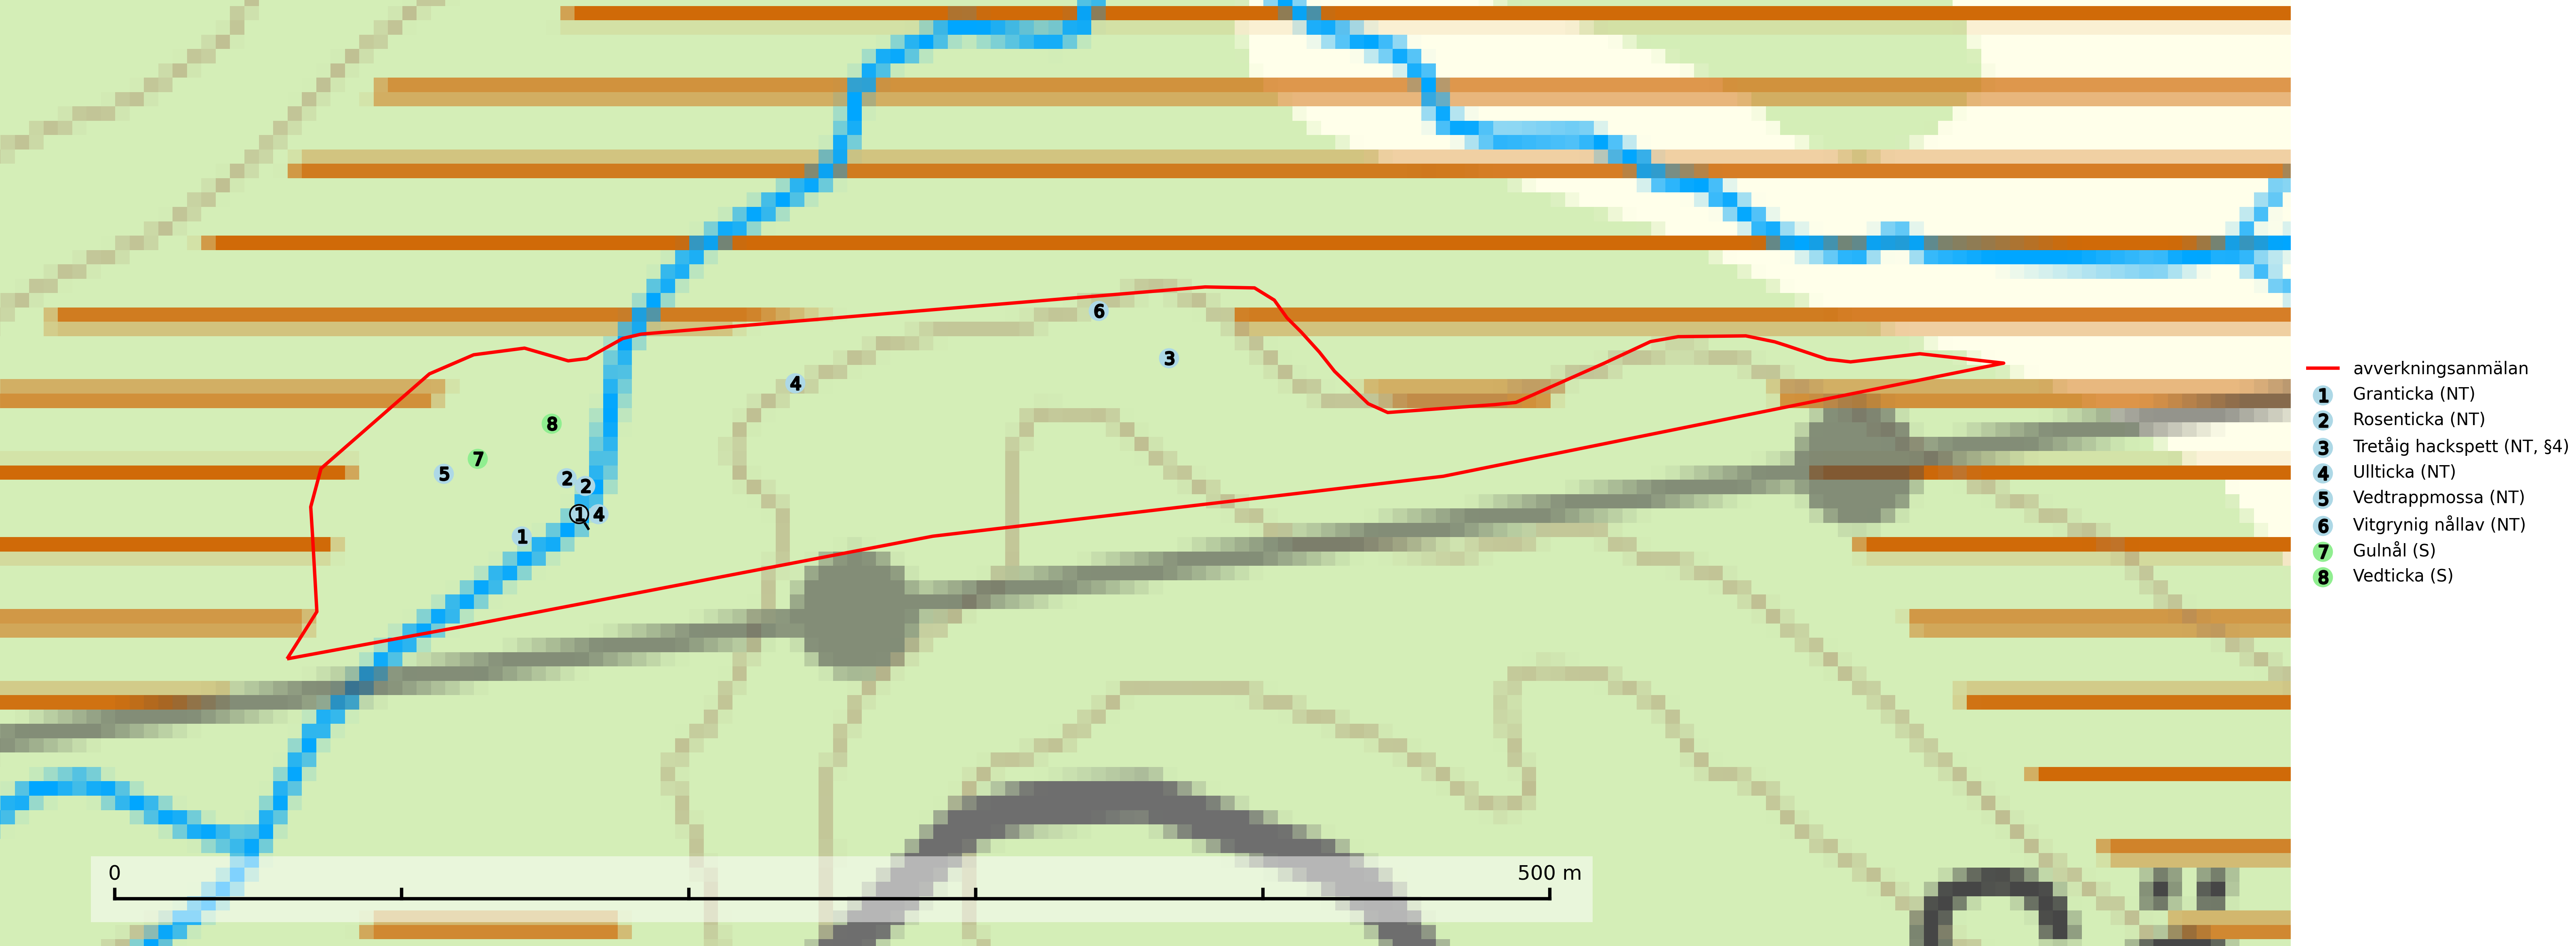 6
3
4
8
7
5
2
2
1
4
1
avverkningsanmälan
1 Granticka (NT)
2 Rosenticka (NT)
3 Tretåig hackspett (NT, §4)
4 Ullticka (NT)
5 Vedtrappmossa (NT)
6 Vitgrynig nållav (NT)
7 Gulnål (S)
8 Vedticka (S)
0 500 m